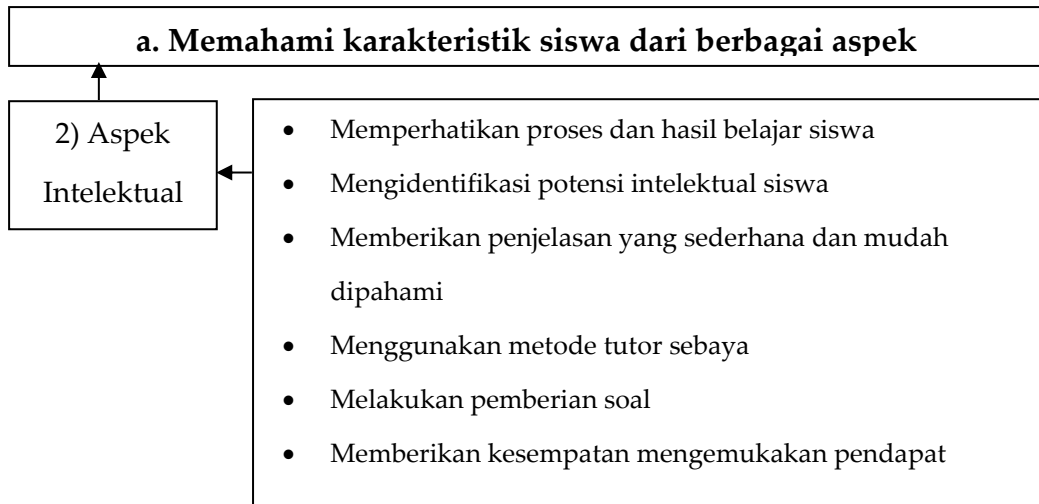 a. Memahami karakteristik siswa dari berbagai aspek
2) Aspek
Intelektual
• Memperhatikan proses dan hasil belajar siswa
• Mengidentifikasi potensi intelektual siswa
• Memberikan penjelasan yang sederhana dan mudah
dipahami
• Menggunakan metode tutor sebaya
• Melakukan pemberian soal
• Memberikan kesempatan mengemukakan pendapat